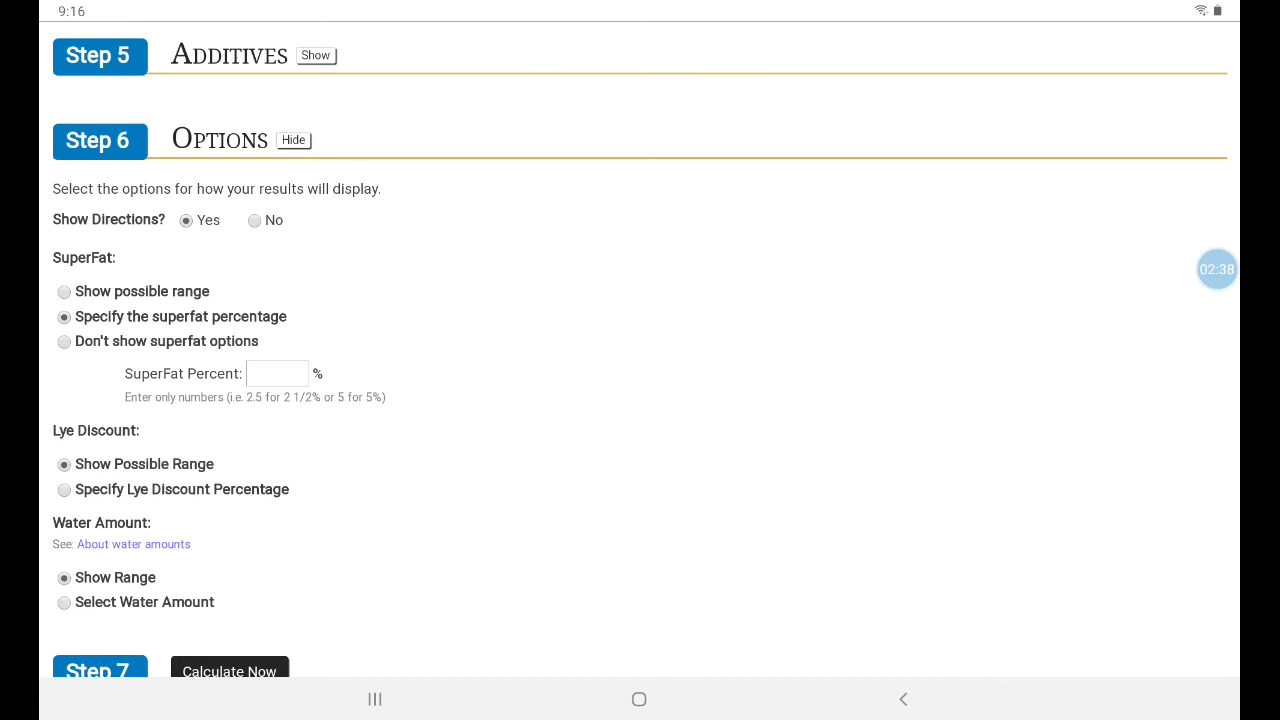 9:16
Step 5 ADDITIVES Show
Step 6 OPTIONS Hide
Select the options for how your results will display.
Show Directions? Yes No
SuperFat:
02:38
Show possible range
Specify the superfat percentage
Don't show superfat options
SuperFat Percent: %
Enter only numbers (i.e. 2.5 for 2 1/2% or 5 for 5%)
Lye Discount:
Show Possible Range
Specify Lye Discount Percentage
Water Amount:
See: About water amounts
Show Range
Select Water Amount
Step 7 Calculate Now